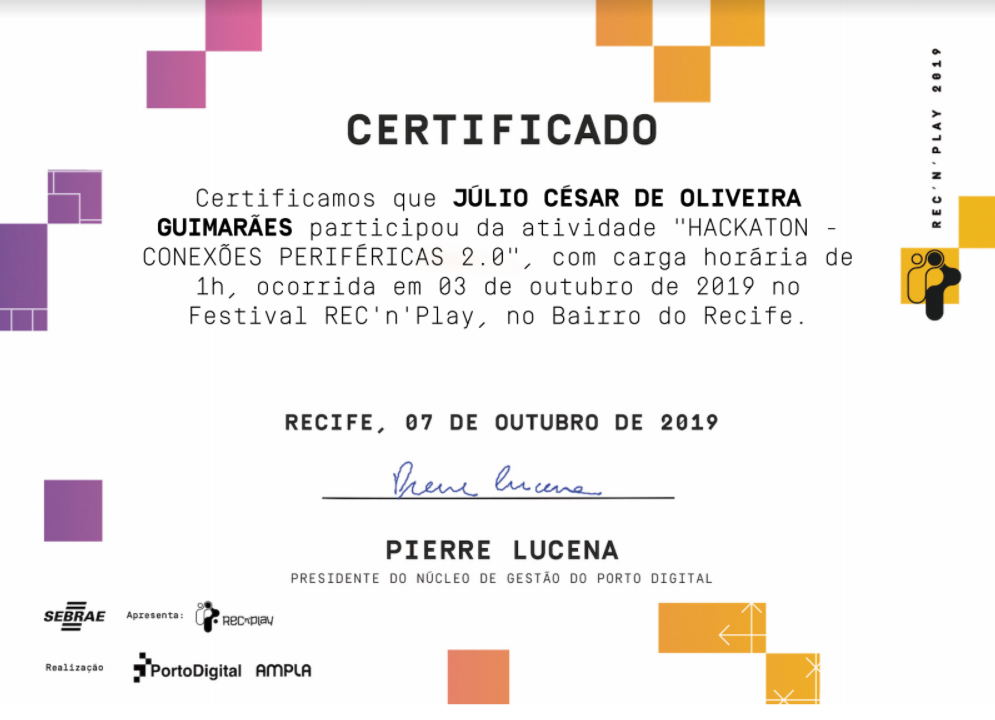 REC'N'PLAY 2019
CERTIFICADO
Certificamos que JÚLIO CÉSAR DE OLIVEIRA
GUIMARÃES participou da atividade "HACKATON -
CONEXÕES PERIFÉRICAS 2.0", com carga horária de
1h, ocorrida em 03 de outubro de 2019 no
Festival REC'n'Play, no Bairro do Recife.
RECIFE, 07 DE OUTUBRO DE 2019
Pierre Lucena
PIERRE LUCENA
PRESIDENTE DO NÚCLEO DE GESTÃO DO PORTO DIGITAL
SEBRAE Apresenta: REC'n'play
Realização PortoDigital AMPLA